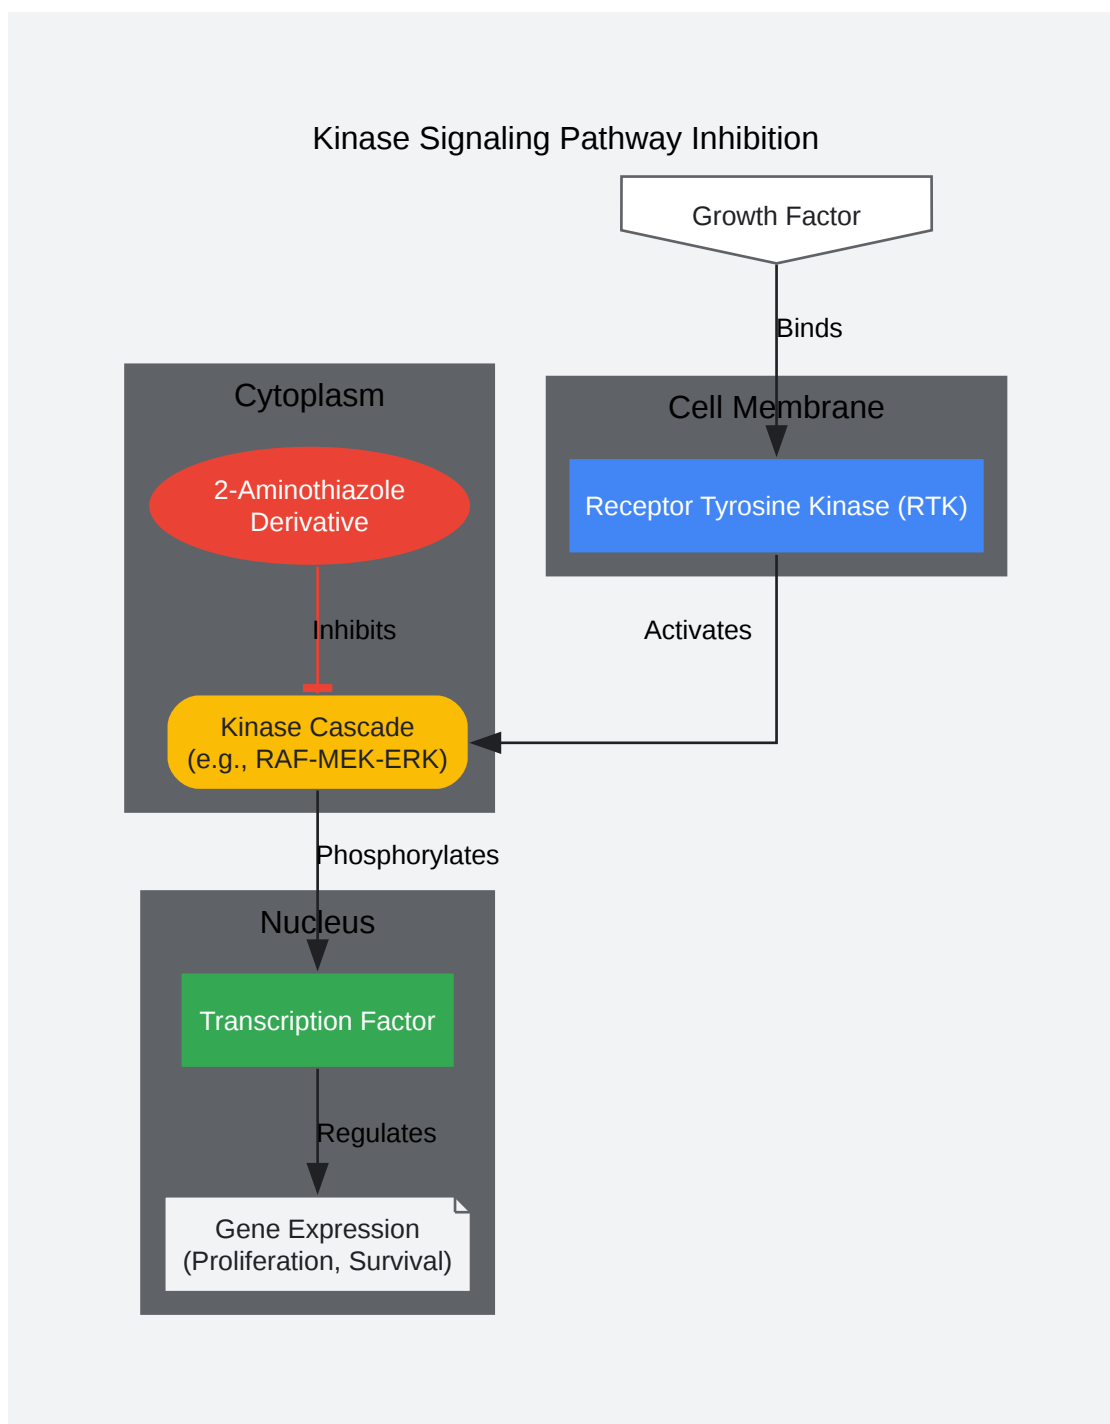 Kinase Signaling Pathway Inhibition
Growth Factor
Binds
Cytoplasm
Cell Membrane
2-Aminothiazole
Derivative
Receptor Tyrosine Kinase (RTK)
Inhibits
Activates
Kinase Cascade
(e.g., RAF-MEK-ERK)
Phosphorylates
Nucleus
Transcription Factor
Regulates
Gene Expression
(Proliferation, Survival)